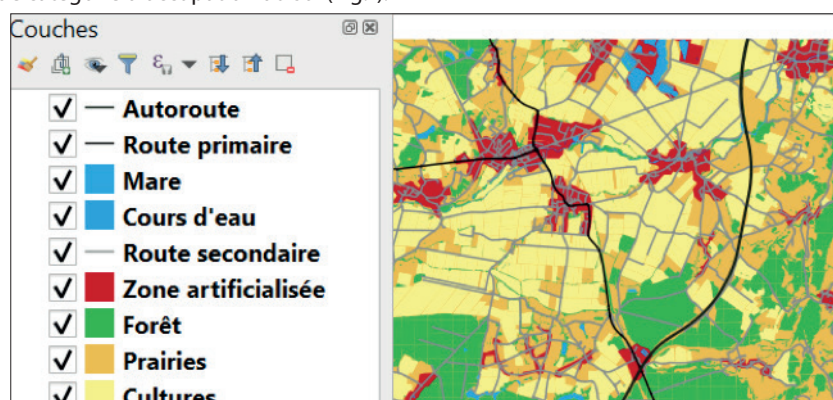 Couches
Autoroute
Route primaire
Mare
Cours d'eau
Route secondaire
Zone artificialisée
Forêt
Prairies
Cultures